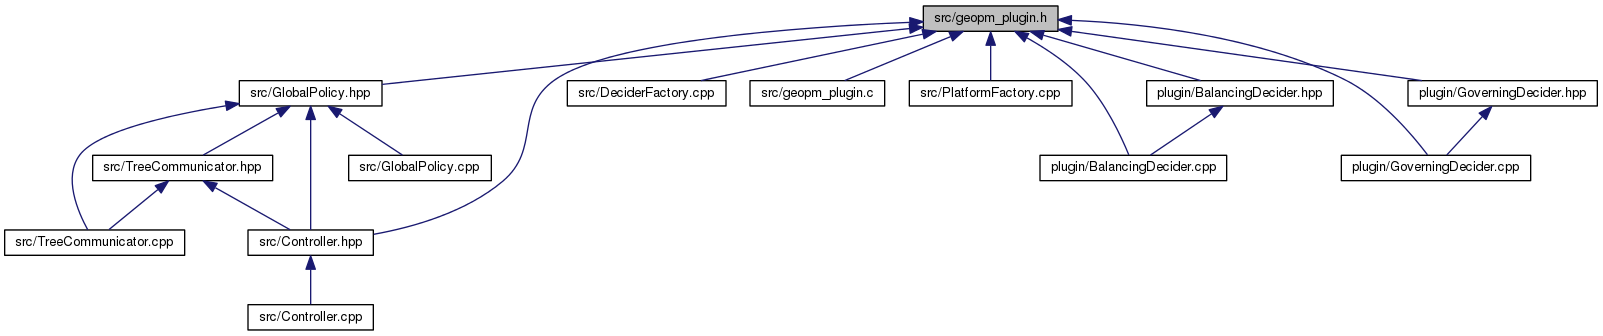 src/geopm_plugin.h
src/GlobalPolicy.hpp
src/DeciderFactory.cpp
src/geopm_plugin.c
src/PlatformFactory.cpp
plugin/BalancingDecider.hpp
plugin/GoverningDecider.hpp
src/TreeCommunicator.hpp
src/GlobalPolicy.cpp
plugin/BalancingDecider.cpp
plugin/GoverningDecider.cpp
src/TreeCommunicator.cpp
src/Controller.hpp
src/Controller.cpp